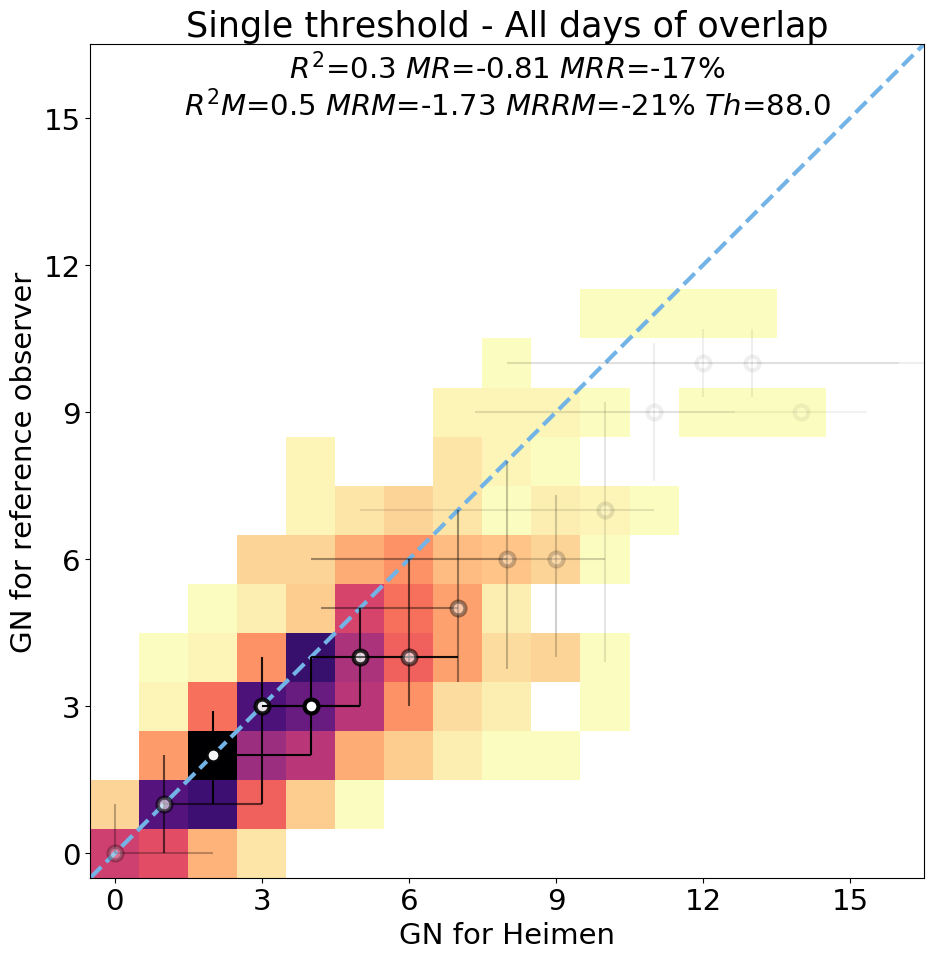 Single threshold - All days of overlap
R²=0.3 MR=-0.81 MRR=-17%
R²M=0.5 MRM=-1.73 MRRM=-21% Th=88.0
15
12
9
6
3
0
GN for reference observer
0 3 6 9 12 15
GN for Heimen